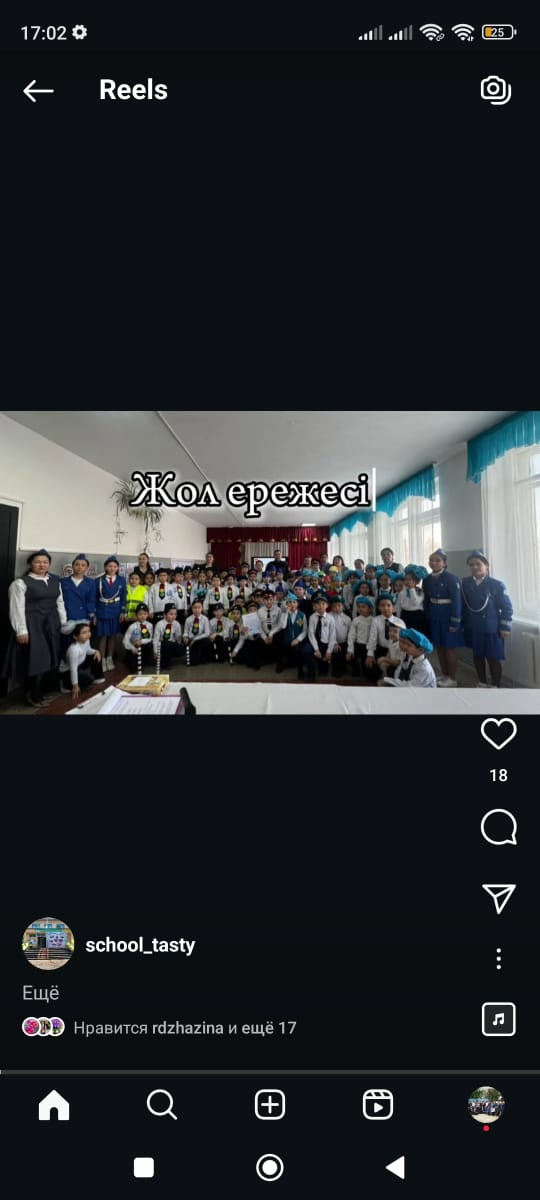 17:02
25
Reels
Жол ережесі
18
school_tasty
Ещё
Нравится rdzhazina и ещё 17